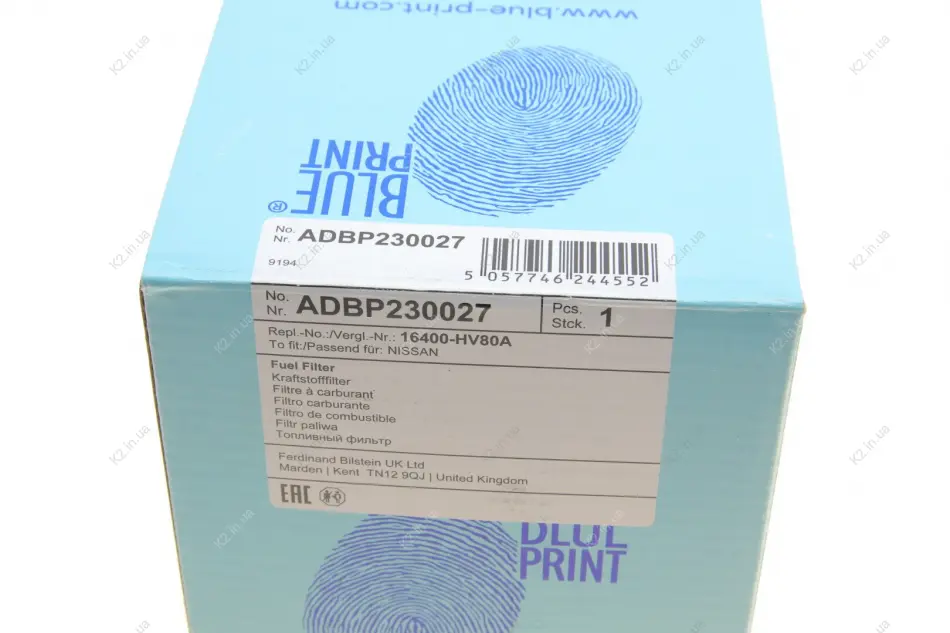 www.blue-print.com
BLUE
PRINT
®
No.
Nr. ADBP230027
9194
5 057746 244552
No.
Nr. ADBP230027
Pcs.
Stck. 1
Repl.-No.:/Vergl.-Nr.: 16400-HV80A
To fit:/Passend für: NISSAN
Fuel Filter
Kraftstofffilter
Filtre à carburant
Filtro carburante
Filtro de combustible
Filtr paliwa
Топливный фильтр
Ferdinand Bilstein UK Ltd
Marden | Kent TN12 9QJ | United Kingdom
EAC
BLUE
PRINT
K2.in.ua